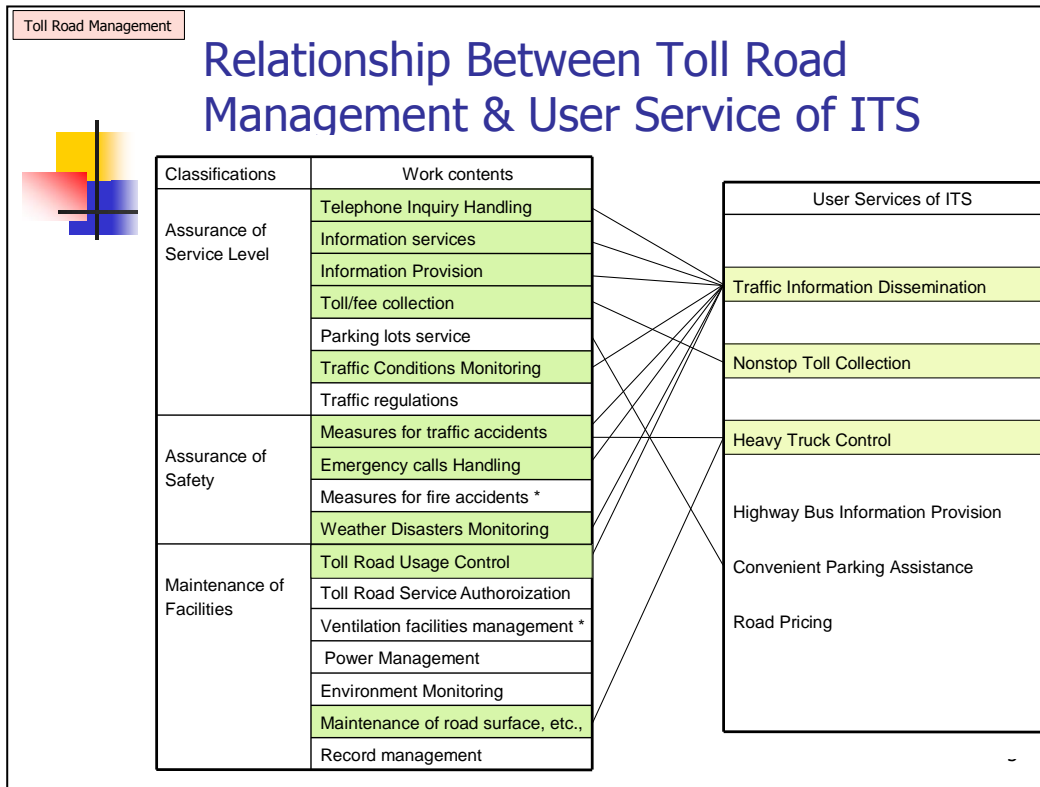 Toll Road Management
Relationship Between Toll Road
Management & User Service of ITS
Classifications
Work contents
Assurance of
Service Level
Telephone Inquiry Handling
Information services
Information Provision
Toll/fee collection
Parking lots service
Traffic Conditions Monitoring
Traffic regulations
Assurance of
Safety
Measures for traffic accidents
Emergency calls Handling
Measures for fire accidents *
Weather Disasters Monitoring
Maintenance of
Facilities
Toll Road Usage Control
Toll Road Service Authoroization
Ventilation facilities management *
Power Management
Environment Monitoring
Maintenance of road surface, etc.,
Record management
User Services of ITS
Traffic Information Dissemination
Nonstop Toll Collection
Heavy Truck Control
Highway Bus Information Provision
Convenient Parking Assistance
Road Pricing